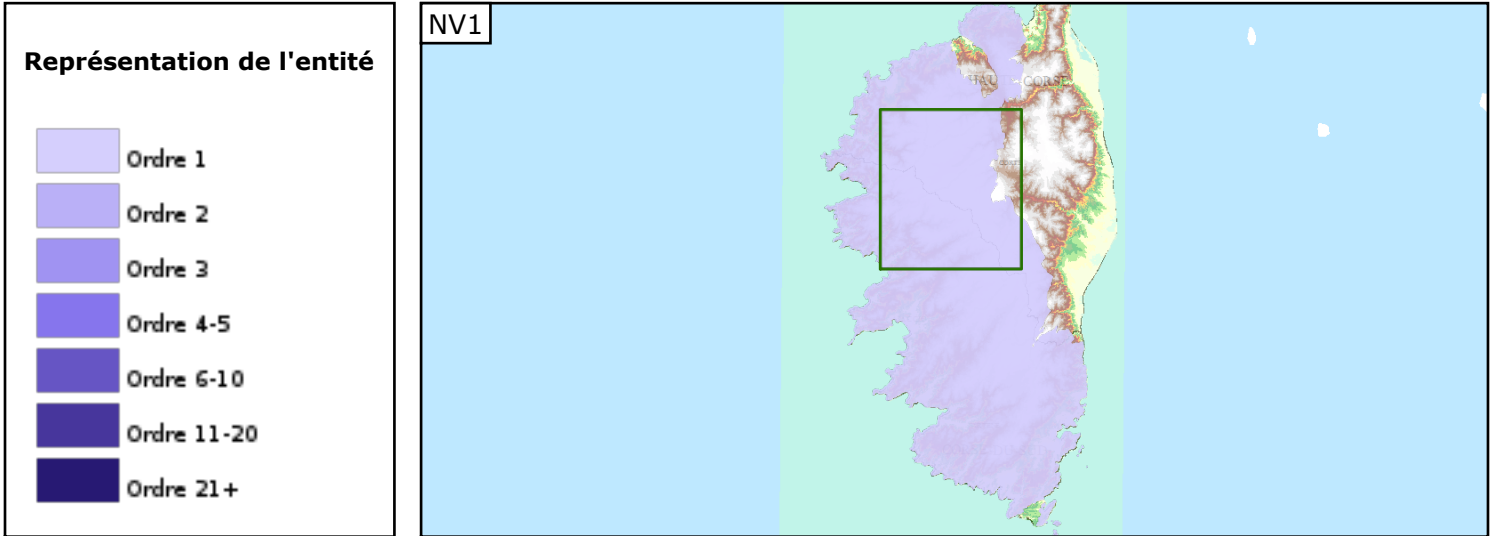 Représentation de l'entité
Ordre 1
Ordre 2
Ordre 3
Ordre 4-5
Ordre 6-10
Ordre 11-20
Ordre 21+
NV1
HAUTE-CORSE